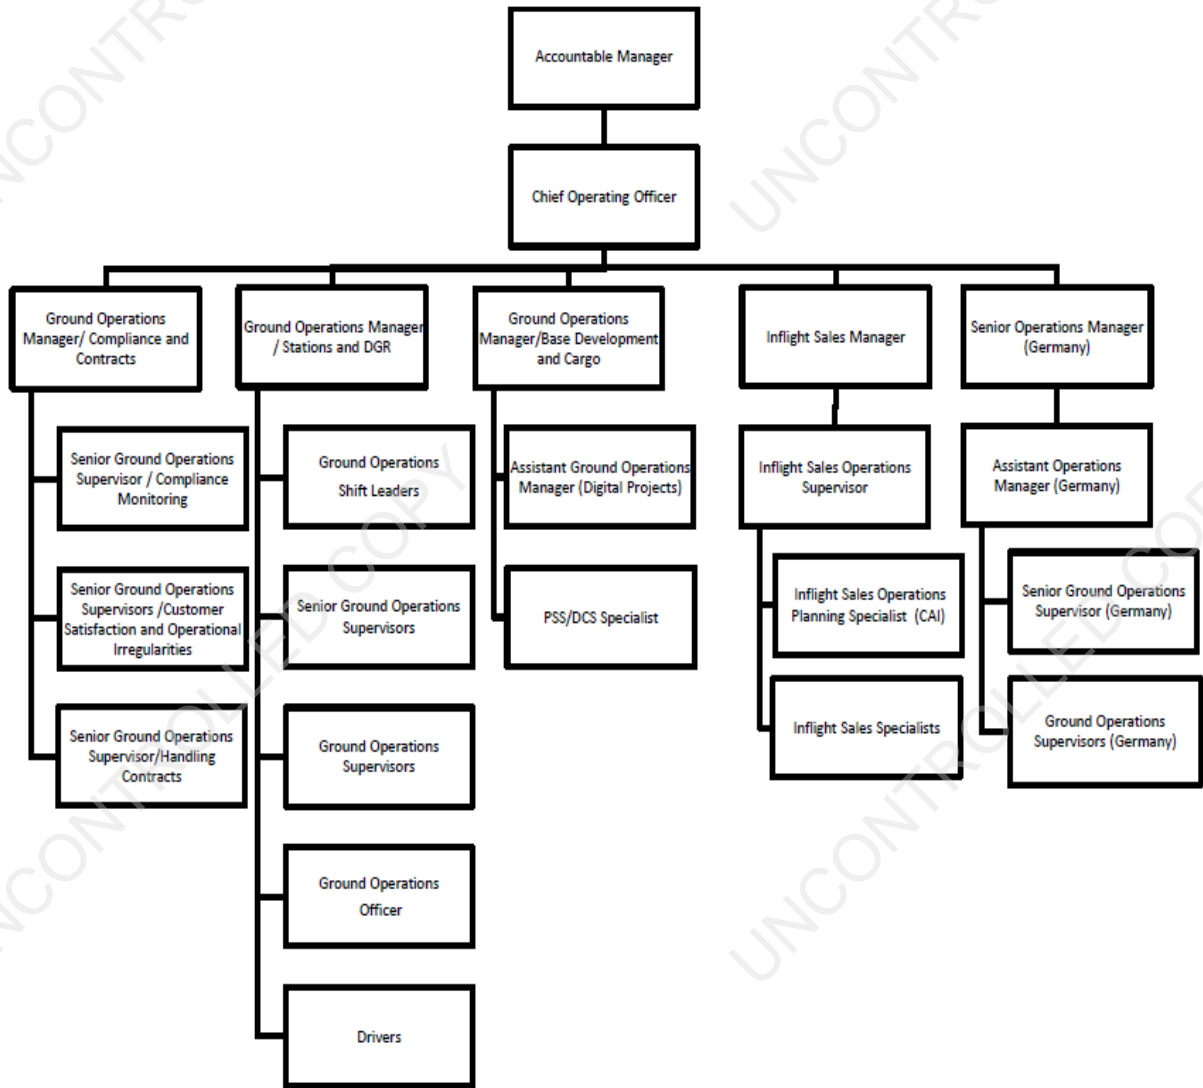 Accountable Manager
Chief Operating Officer
Ground Operations
Manager/ Compliance and
Contracts
Ground Operations Manager
/ Stations and DGR
Ground Operations
Manager/Base Development
and Cargo
Inflight Sales Manager
Senior Operations Manager
(Germany)
Senior Ground Operations
Supervisor / Compliance
Monitoring
Senior Ground Operations
Supervisors /Customer
Satisfaction and Operational
Irregularities
Senior Ground Operations
Supervisor/Handling
Contracts
Ground Operations
Shift Leaders
Senior Ground Operations
Supervisors
Ground Operations
Supervisors
Ground Operations
Officer
Drivers
Assistant Ground Operations
Manager (Digital Projects)
PSS/DCS Specialist
Inflight Sales Operations
Supervisor
Inflight Sales Operations
Planning Specialist (CAI)
Inflight Sales Specialists
Assistant Operations
Manager (Germany)
Senior Ground Operations
Supervisor (Germany)
Ground Operations
Supervisors (Germany)
UNCONTROLLED COPY
UNCONTROLLED COPY